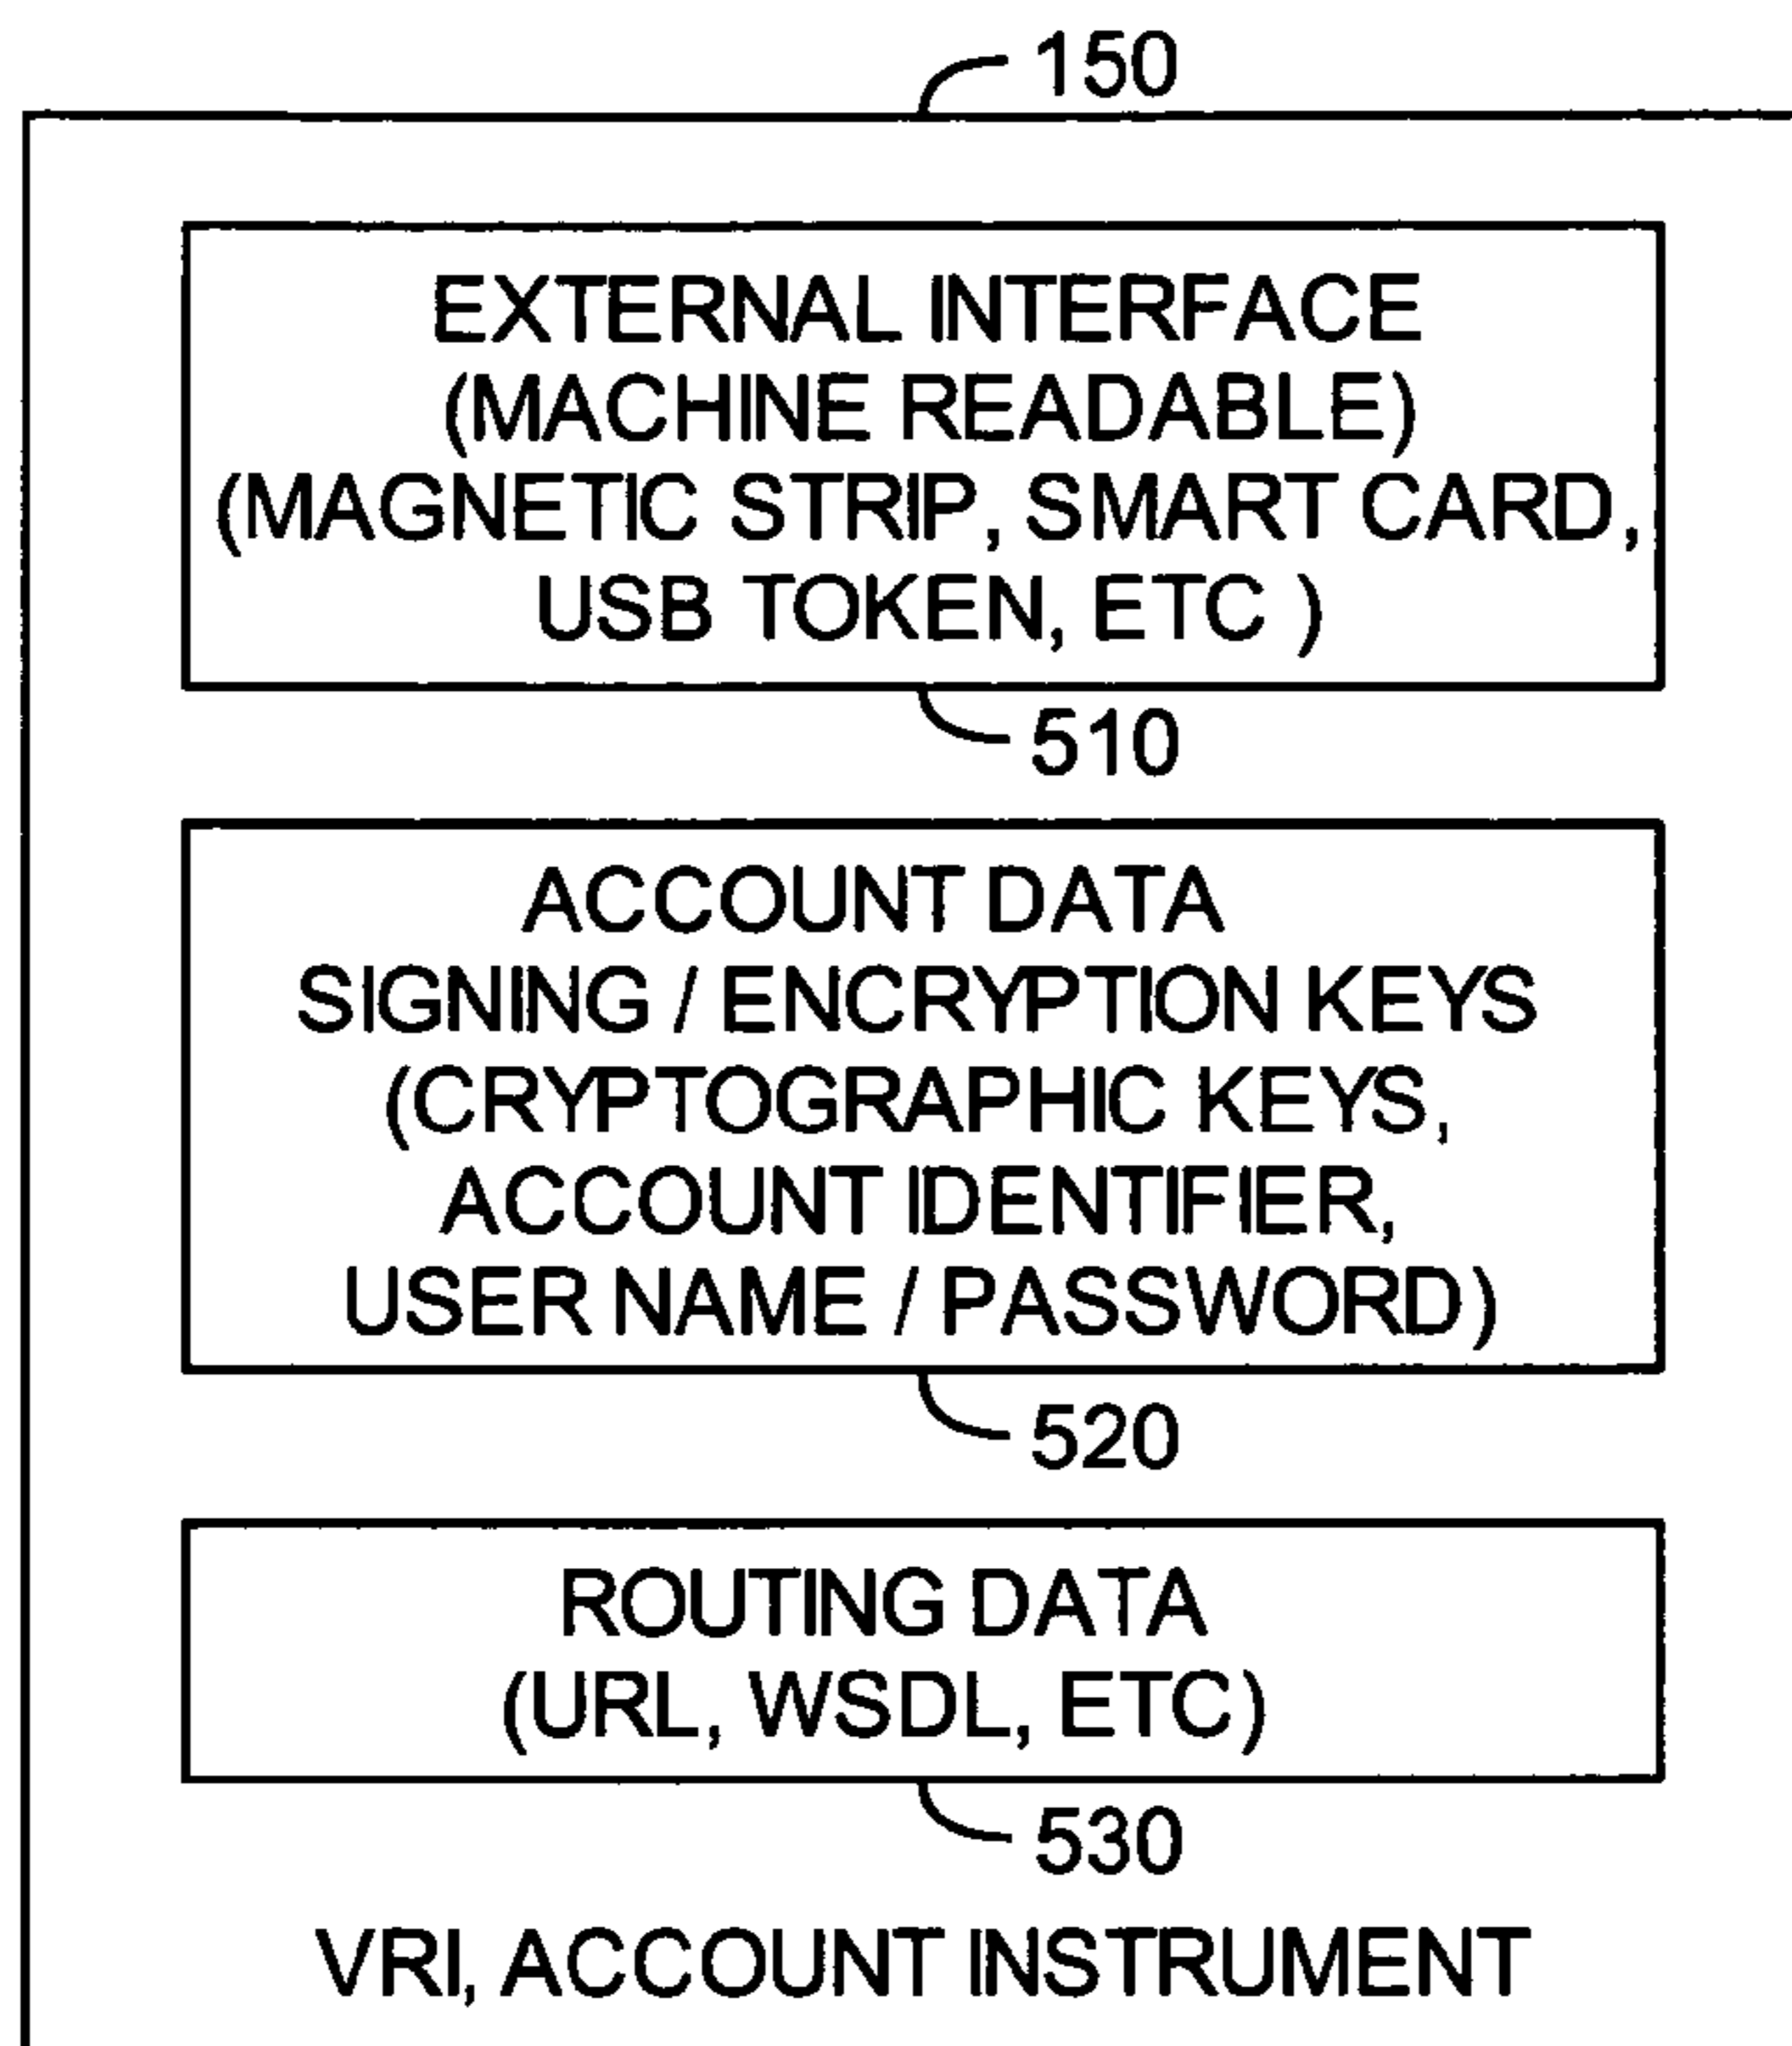 150
EXTERNAL INTERFACE
(MACHINE READABLE)
(MAGNETIC STRIP, SMART CARD,
USB TOKEN, ETC )
510
ACCOUNT DATA
SIGNING / ENCRYPTION KEYS
(CRYPTOGRAPHIC KEYS,
ACCOUNT IDENTIFIER,
USER NAME / PASSWORD)
520
ROUTING DATA
(URL, WSDL, ETC)
530
VRI, ACCOUNT INSTRUMENT